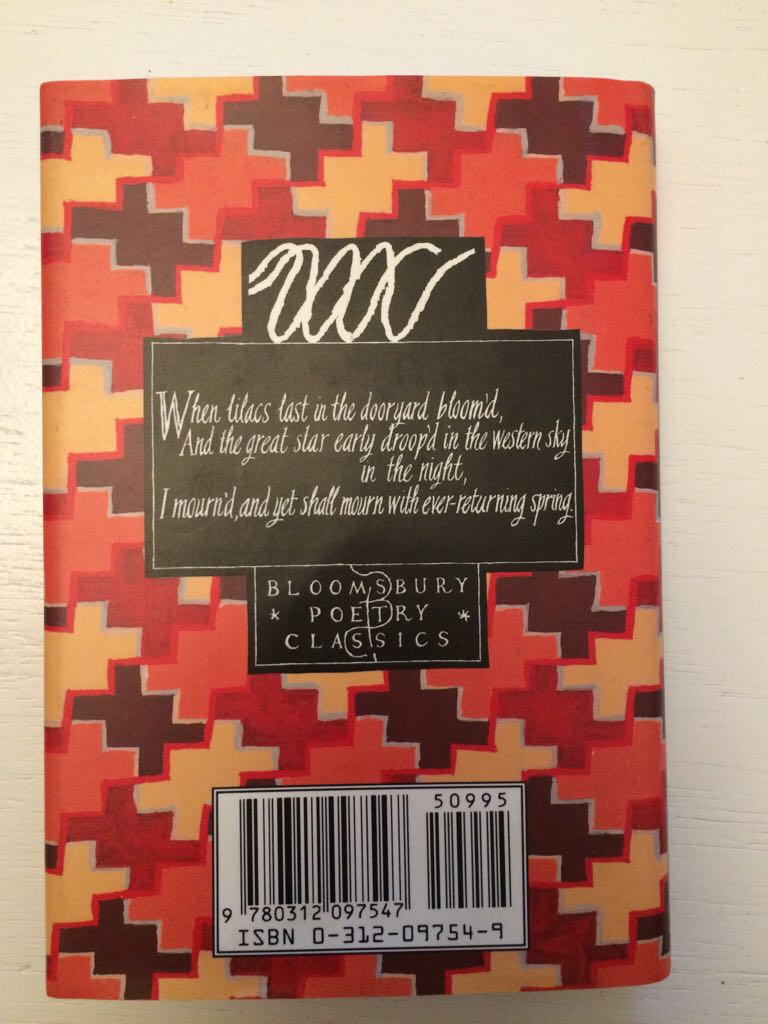 When lilacs last in the dooryard bloom'd,
And the great star early droop'd in the western sky
in the night,
I mourn'd, and yet shall mourn with ever-returning spring.
BLOOMSBURY
* POETRY *
CLASSICS
50995
9 780312 097547
ISBN 0-312-09754-9